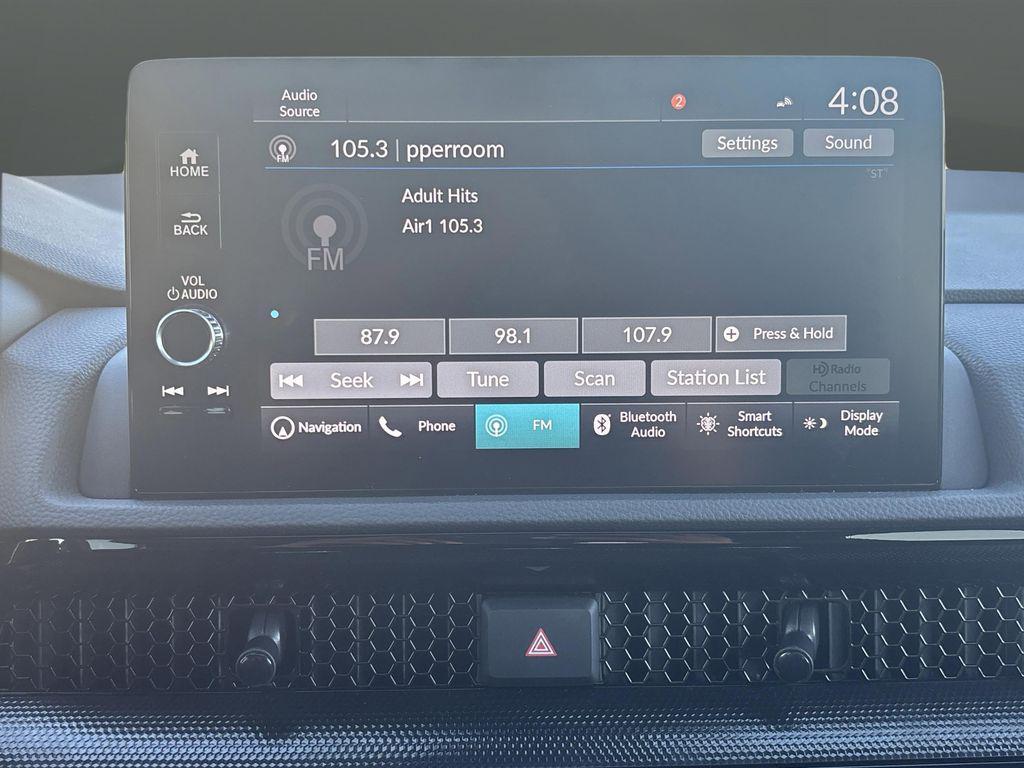 Audio
Source
2
4:08
FM
105.3 | pperroom
Settings
Sound
"ST"
HOME
Adult Hits
BACK
Air1 105.3
FM
VOL
AUDIO
87.9
98.1
107.9
Press & Hold
Seek
Tune
Scan
Station List
HD Radio
Channels
Navigation
Phone
FM
Bluetooth
Audio
Smart
Shortcuts
Display
Mode